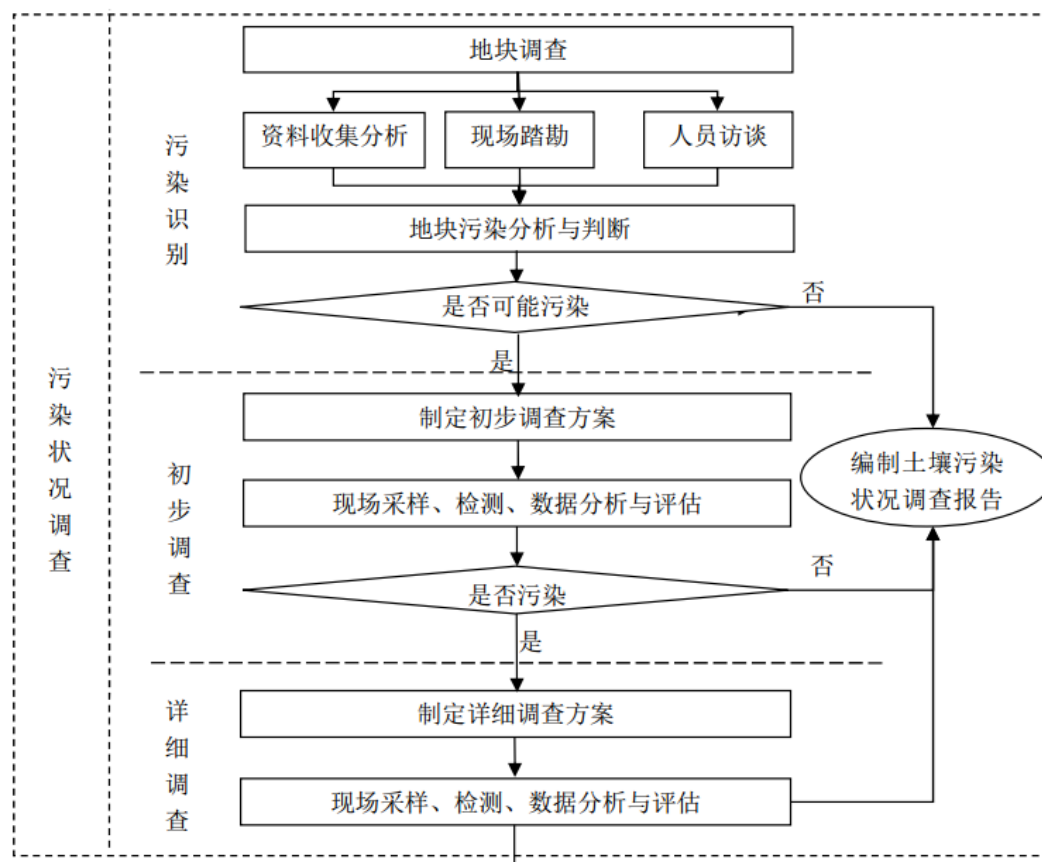 地块调查
资料收集分析
现场踏勘
人员访谈
污染识别
地块污染分析与判断
是否可能污染
否
是
污染状况调查
制定初步调查方案
编制土壤污染
状况调查报告
初步调查
现场采样、检测、数据分析与评估
是否污染
否
是
详细调查
制定详细调查方案
现场采样、检测、数据分析与评估